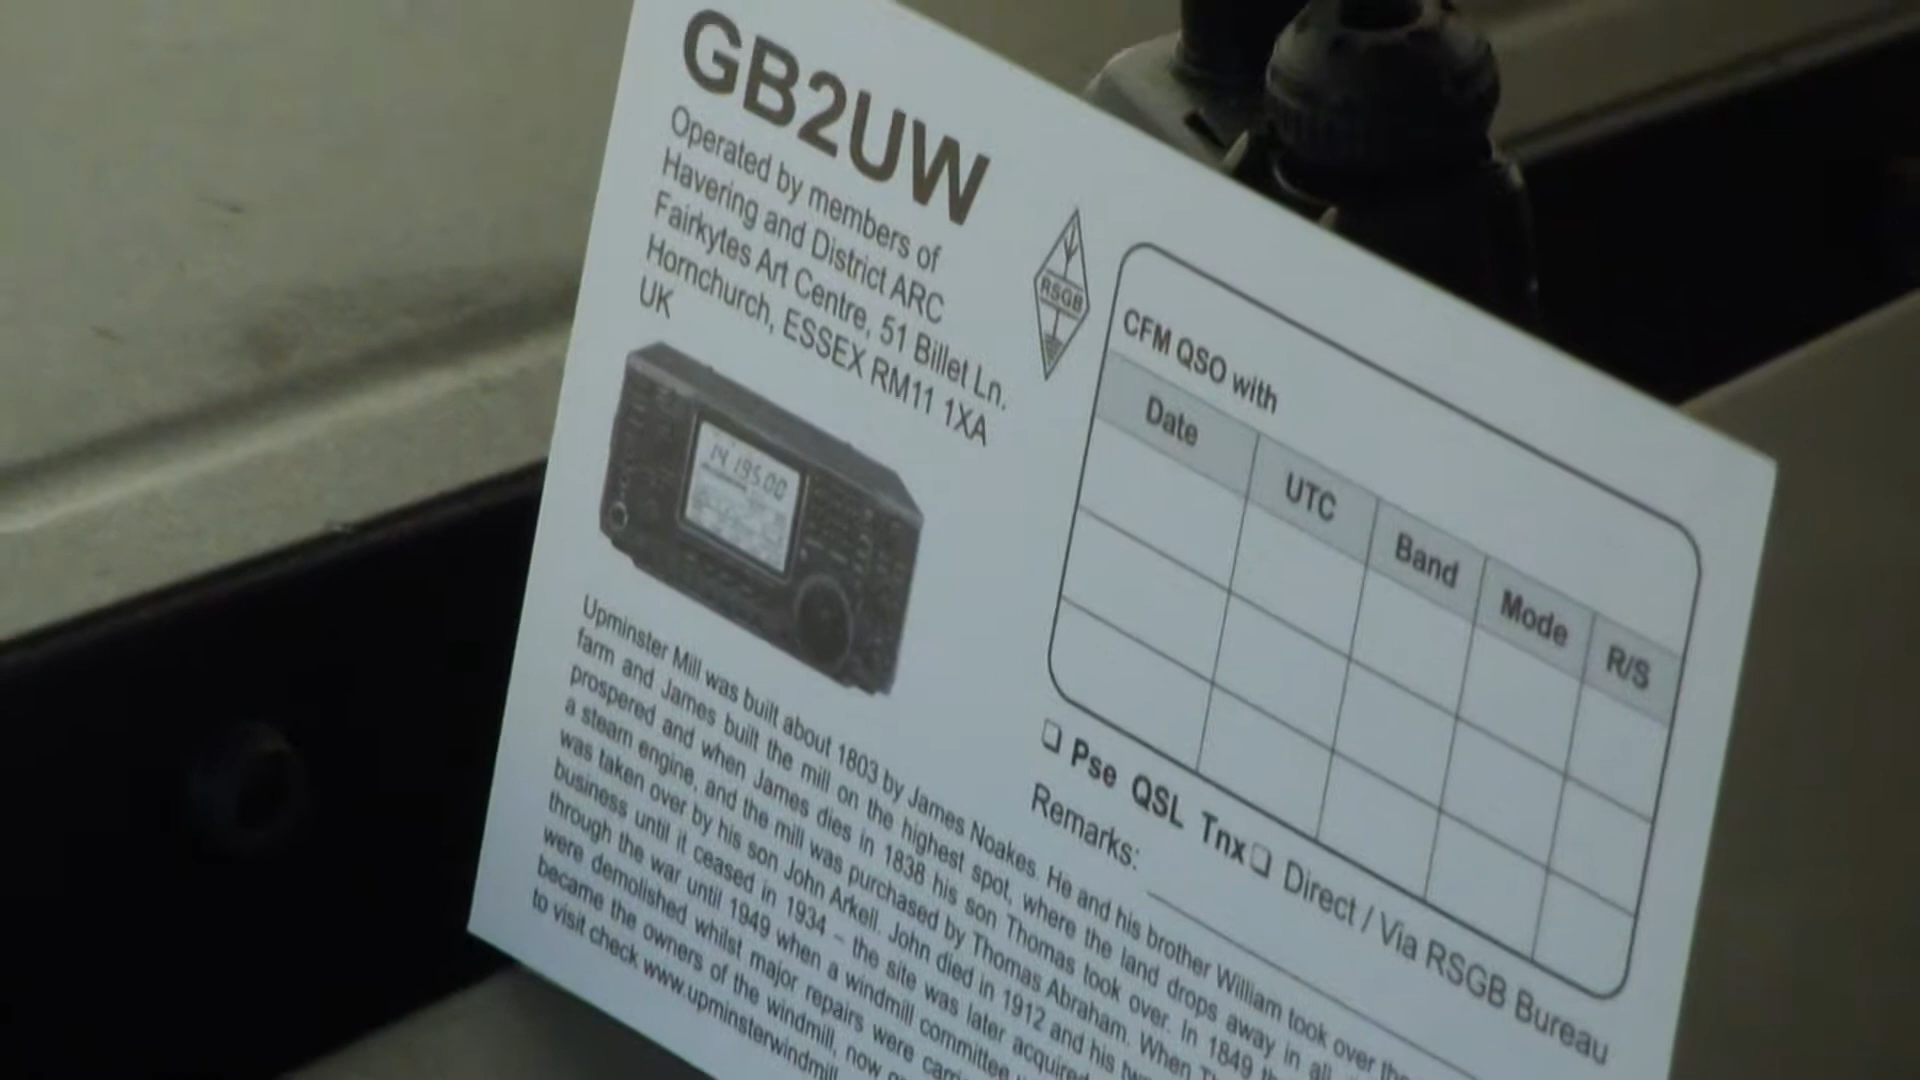 GB2UW
Operated by members of
Havering and District ARC
Fairkytes Art Centre, 51 Billet Ln.
Hornchurch, ESSEX RM11 1XA
UK
RSGB
14.195.00
CFM QSO with
Date UTC Band Mode R/S
❑ Pse QSL Tnx ❑ Direct / Via RSGB Bureau
Remarks:
Upminster Mill was built about 1803 by James Noakes. He and his brother William took over the
farm and James built the mill on the highest spot, where the land drops away in all
prospered and when James dies in 1838 his son Thomas took over. In 1849
a steam engine, and the mill was purchased by Thomas Abraham. When
was taken over by his son John Arkell. John died in 1912 and his
business until it ceased in 1934 – the site was later acquired
through the war until 1949 when a windmill committee
were demolished whilst major repairs were
became the owners of the windmill, now
to visit check www.upminsterwindmill.